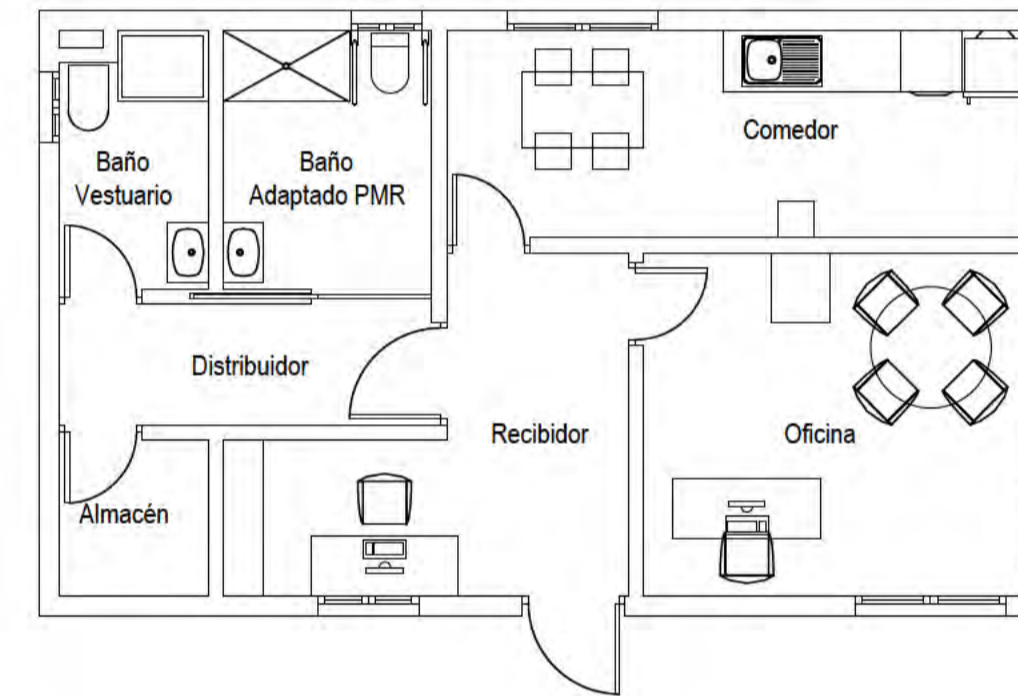 Comedor
Baño
Vestuario
Baño
Adaptado PMR
Distribuidor
Recibidor
Oficina
Almacén